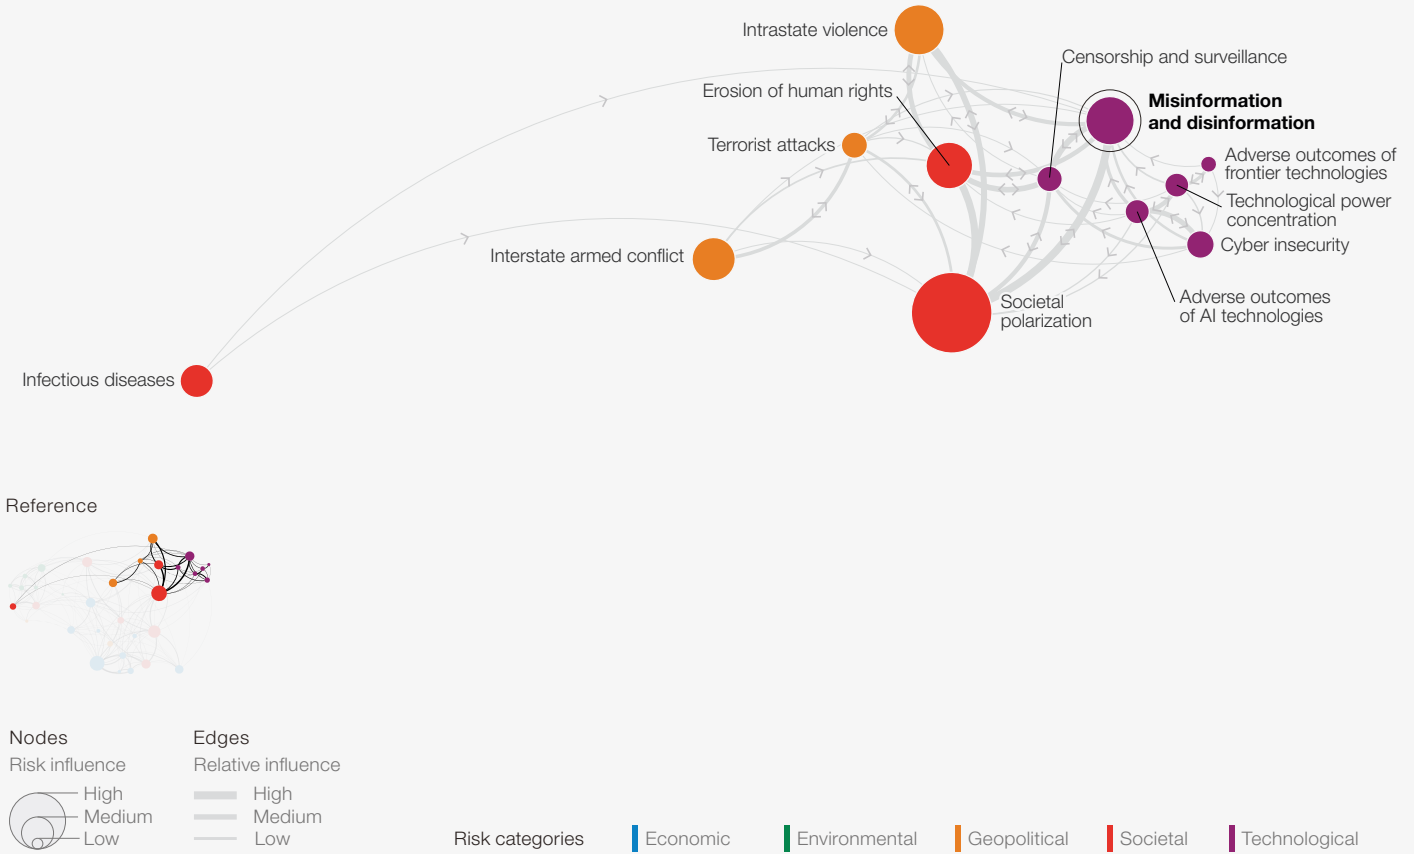 Intrastate violence
Censorship and surveillance
Erosion of human rights
Misinformation
and disinformation
Terrorist attacks
Adverse outcomes of
frontier technologies
Technological power
concentration
Cyber insecurity
Interstate armed conflict
Adverse outcomes
of AI technologies
Societal
polarization
Infectious diseases
Reference
Nodes
Risk influence
High
Medium
Low
Edges
Relative influence
High
Medium
Low
Risk categories
Economic
Environmental
Geopolitical
Societal
Technological